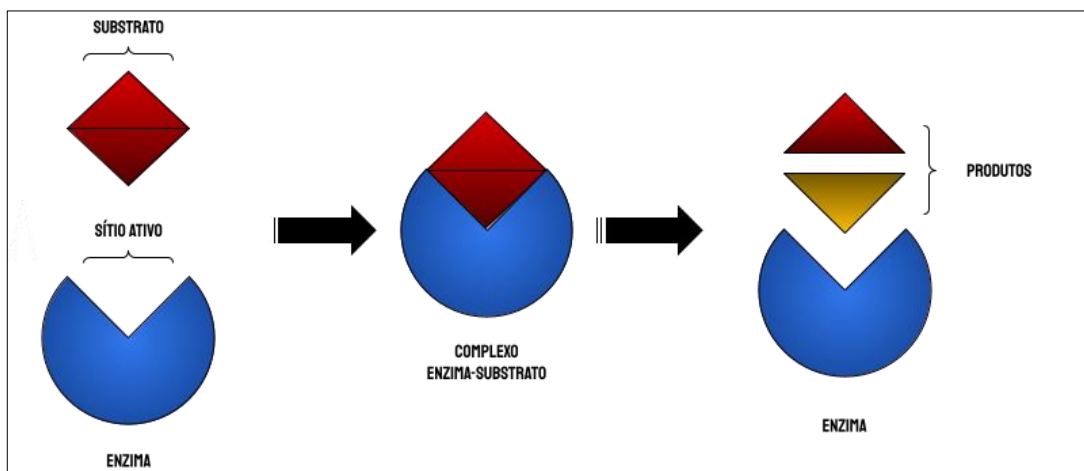 SUBSTRATO
SÍTIO ATIVO
ENZIMA
COMPLEXO
ENZIMA-SUBSTRATO
PRODUTOS
ENZIMA